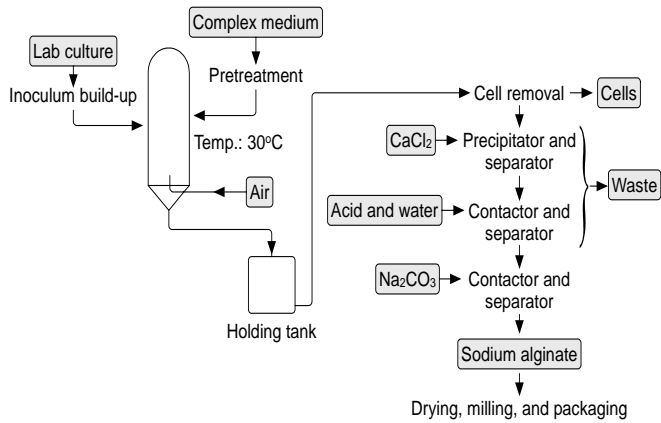 Complex medium
Lab culture
Pretreatment
Inoculum build-up
Temp.: 30°C
Air
Holding tank
Cell removal
Cells
CaCl₂
Precipitator and
separator
Waste
Acid and water
Contactor and
separator
Na₂CO₃
Contactor and
separator
Sodium alginate
Drying, milling, and packaging